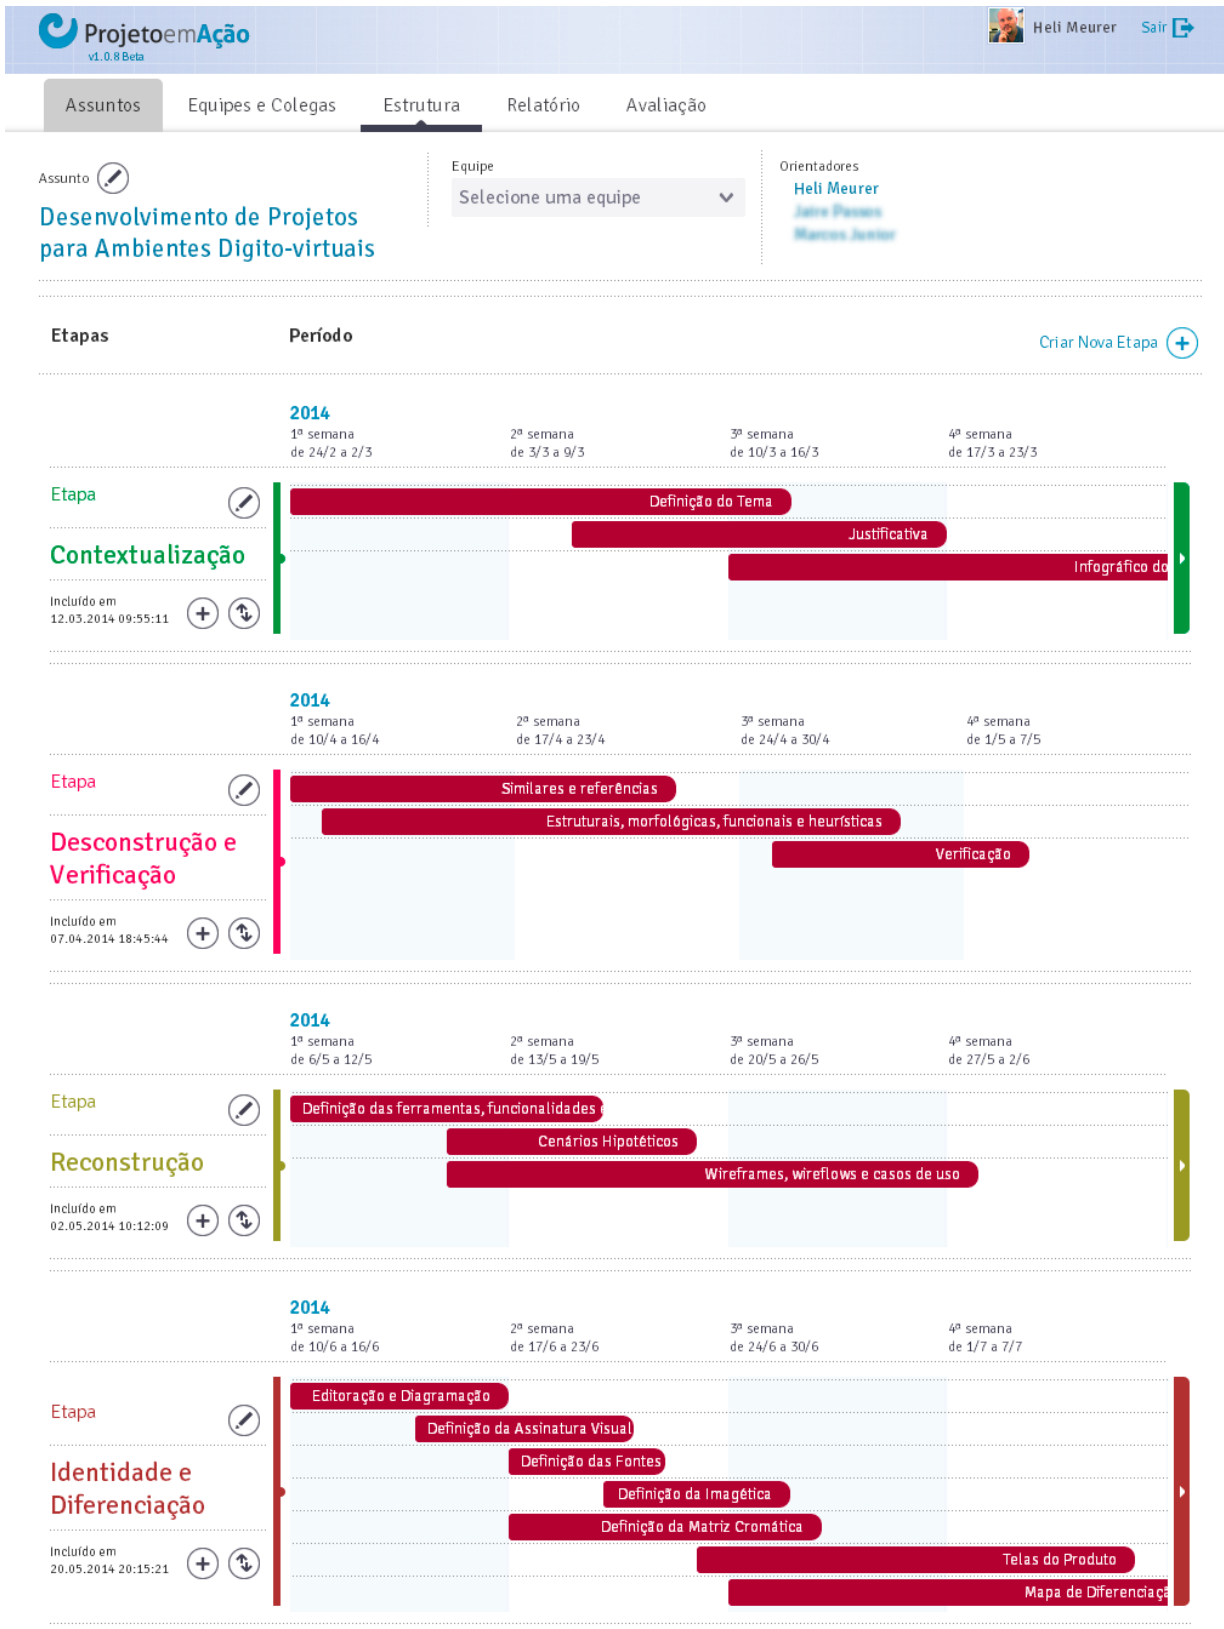 ProjetoemAção
v1.0.8 Beta
Heli Meurer
Sair
Assuntos
Equipes e Colegas
Estrutura
Relatório
Avaliação
Assunto
Desenvolvimento de Projetos
para Ambientes Digito-virtuais
Equipe
Selecione uma equipe
Orientadores
Heli Meurer
Etapas
Período
Criar Nova Etapa
2014
1ª semana
de 24/2 a 2/3
2ª semana
de 3/3 a 9/3
3ª semana
de 10/3 a 16/3
4ª semana
de 17/3 a 23/3
Etapa
Contextualização
Incluído em
12.03.2014 09:55:11
Definição do Tema
Justificativa
Infográfico do
2014
1ª semana
de 10/4 a 16/4
2ª semana
de 17/4 a 23/4
3ª semana
de 24/4 a 30/4
4ª semana
de 1/5 a 7/5
Etapa
Desconstrução e
Verificação
Incluído em
07.04.2014 18:45:44
Similares e referências
Estruturais, morfológicas, funcionais e heurísticas
Verificação
2014
1ª semana
de 6/5 a 12/5
2ª semana
de 13/5 a 19/5
3ª semana
de 20/5 a 26/5
4ª semana
de 27/5 a 2/6
Etapa
Reconstrução
Incluído em
02.05.2014 10:12:09
Definição das ferramentas, funcionalidades
Cenários Hipotéticos
Wireframes, wireflows e casos de uso
2014
1ª semana
de 10/6 a 16/6
2ª semana
de 17/6 a 23/6
3ª semana
de 24/6 a 30/6
4ª semana
de 1/7 a 7/7
Etapa
Identidade e
Diferenciação
Incluído em
20.05.2014 20:15:21
Editoração e Diagramação
Definição da Assinatura Visual
Definição das Fontes
Definição da Imagética
Definição da Matriz Cromática
Telas do Produto
Mapa de Diferenciaçã